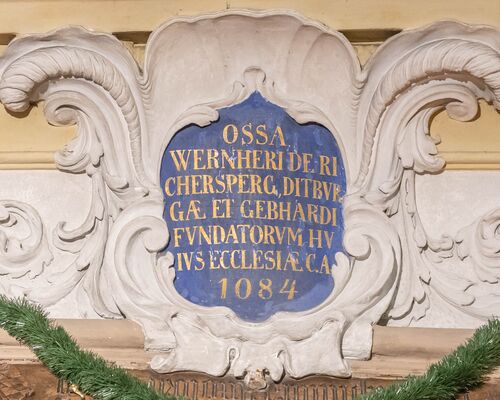 OSSA
WERNHERI DE RI
CHERSPERG, DITBVR
GÆ ET GEBHARDI
FVNDATORVM HV
IVS ECCLESIÆ C.A.
1084